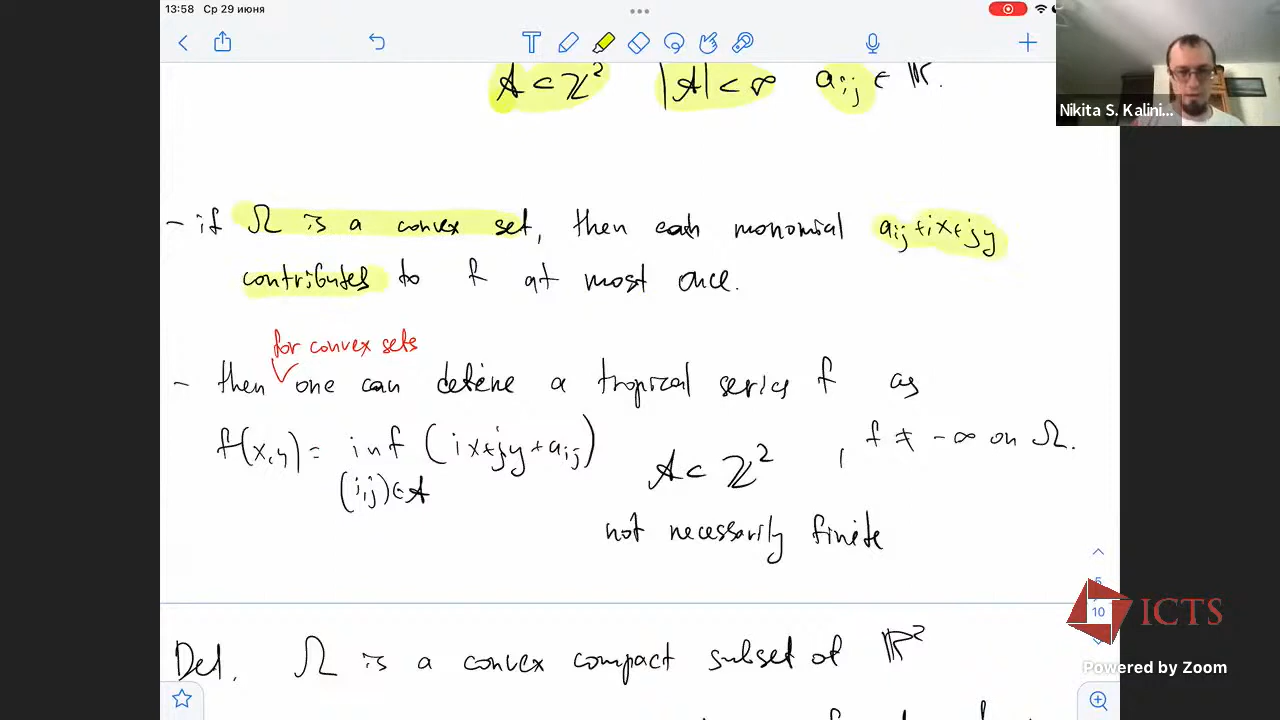 13:58 Ср 29 июня
Nikita S. Kalini...
A ⊂ ℤ² |A| < ∞ aij ∈ ℝ.
- if Ω is a convex set, then each monomial aij+ix+jy
contributes to f at most once.
for convex sets
- then one can define a tropical series f as
f(x,y) = inf (ix+jy+aij) , f ≠ -∞ on Ω.
(i,j)∈A A ⊂ ℤ²
not necessarily finite
5
10
ICTS
Def. Ω is a convex compact subset of ℝ²
Powered by Zoom